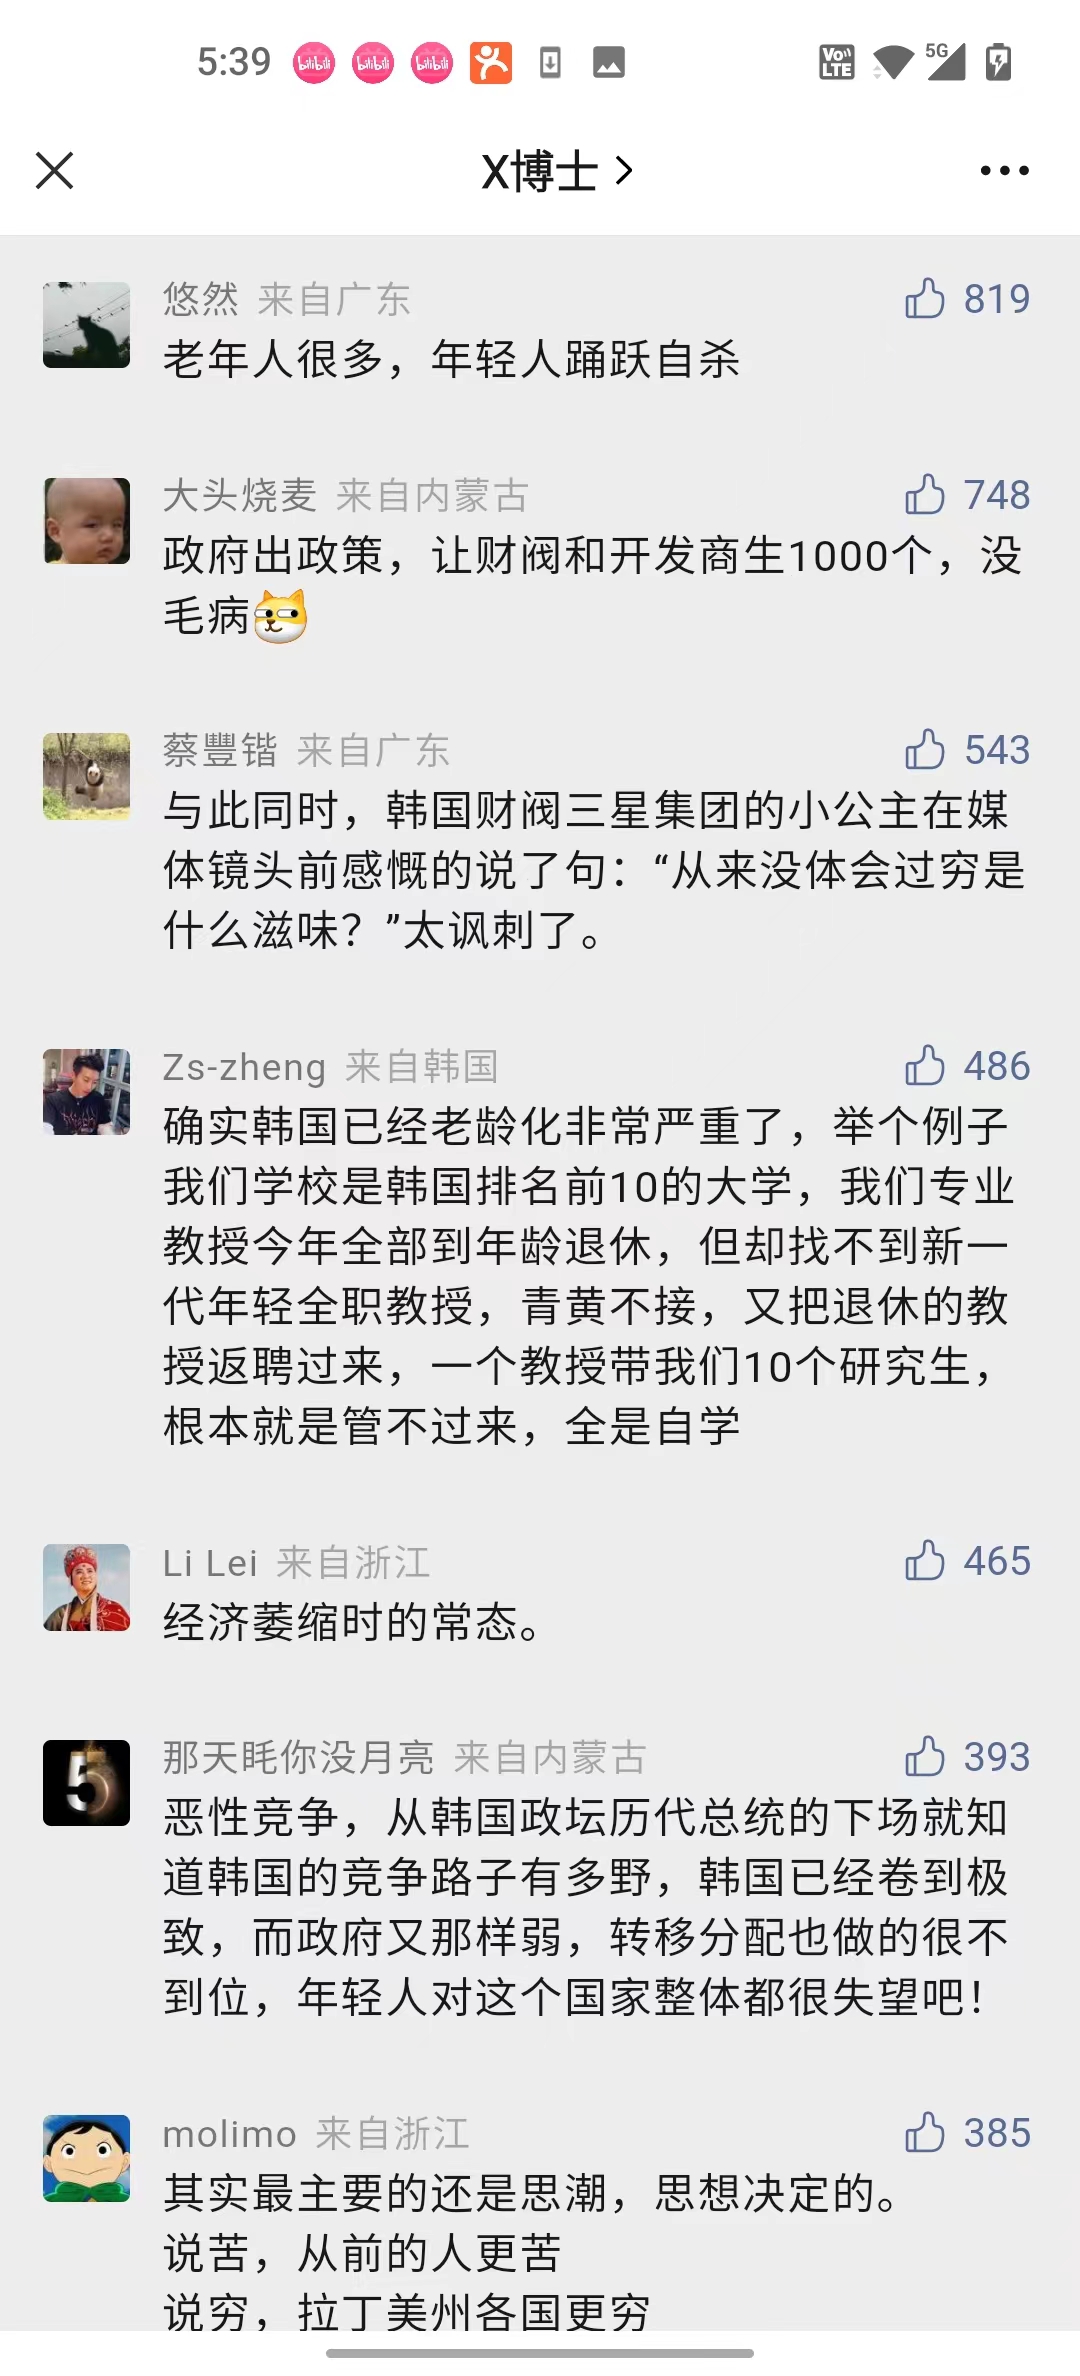 5:39
bilibili bilibili bilibili
Vo LTE
5G
X博士
悠然 来自广东 819
老年人很多，年轻人踊跃自杀
大头烧麦 来自内蒙古 748
政府出政策，让财阀和开发商生1000个，没
毛病
蔡豐锴 来自广东 543
与此同时，韩国财阀三星集团的小公主在媒
体镜头前感慨的说了句：“从来没体会过穷是
什么滋味？”太讽刺了。
Zs-zheng 来自韩国 486
确实韩国已经老龄化非常严重了，举个例子
我们学校是韩国排名前10的大学，我们专业
教授今年全部到年龄退休，但却找不到新一
代年轻全职教授，青黄不接，又把退休的教
授返聘过来，一个教授带我们10个研究生，
根本就是管不过来，全是自学
Li Lei 来自浙江 465
经济萎缩时的常态。
那天眊你没月亮 来自内蒙古 393
恶性竞争，从韩国政坛历代总统的下场就知
道韩国的竞争路子有多野，韩国已经卷到极
致，而政府又那样弱，转移分配也做的很不
到位，年轻人对这个国家整体都很失望吧！
5
molimo 来自浙江 385
其实最主要的还是思潮，思想决定的。
说苦，从前的人更苦
说穷，拉丁美州各国更穷